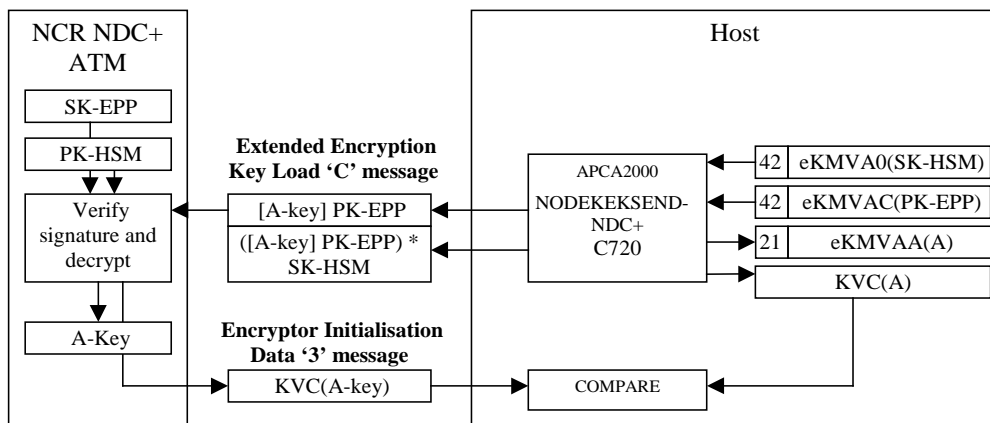 NCR NDC+
ATM
Host
SK-EPP
PK-HSM
Verify
signature and
decrypt
A-Key
Extended Encryption
Key Load ‘C’ message
[A-key] PK-EPP
([A-key] PK-EPP) *
SK-HSM
Encryptor Initialisation
Data ‘3’ message
KVC(A-key)
APCA2000
NODEKEKSEND-
NDC+
C720
42 eKMVA0(SK-HSM)
42 eKMVAC(PK-EPP)
21 eKMVAA(A)
KVC(A)
COMPARE